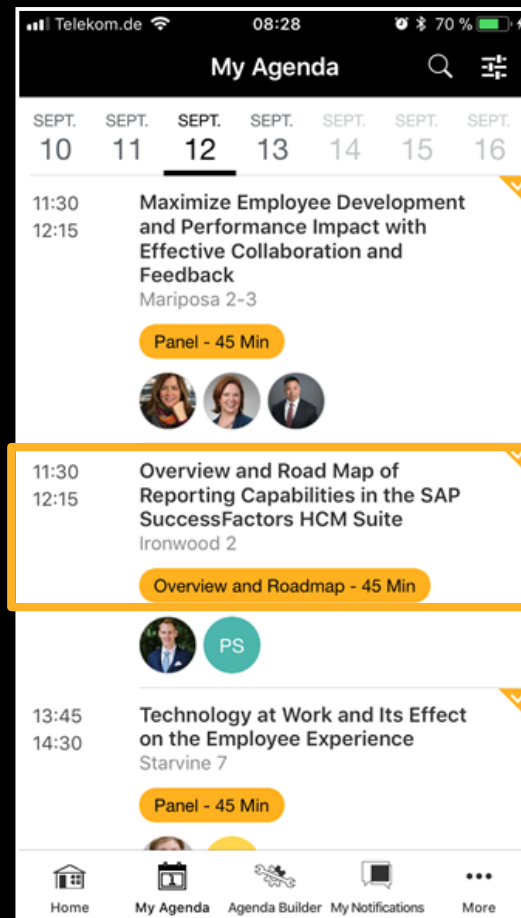 Telekom.de 08:28 70 %
My Agenda
SEPT. SEPT. SEPT. SEPT. SEPT. SEPT. SEPT.
10 11 12 13 14 15 16
11:30 Maximize Employee Development
12:15 and Performance Impact with
Effective Collaboration and
Feedback
Mariposa 2-3
Panel - 45 Min
11:30 Overview and Road Map of
12:15 Reporting Capabilities in the SAP
SuccessFactors HCM Suite
Ironwood 2
Overview and Roadmap - 45 Min
PS
13:45 Technology at Work and Its Effect
14:30 on the Employee Experience
Starvine 7
Panel - 45 Min
1
Home My Agenda Agenda Builder My Notifications More